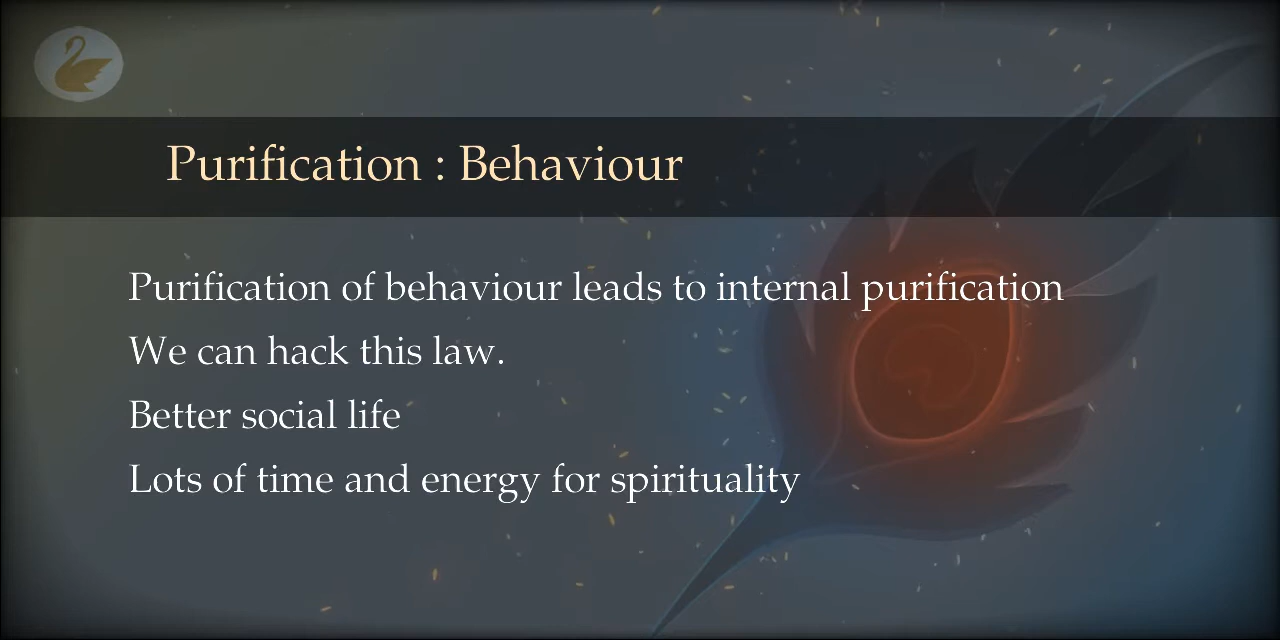 Purification : Behaviour
Purification of behaviour leads to internal purification
We can hack this law.
Better social life
Lots of time and energy for spirituality